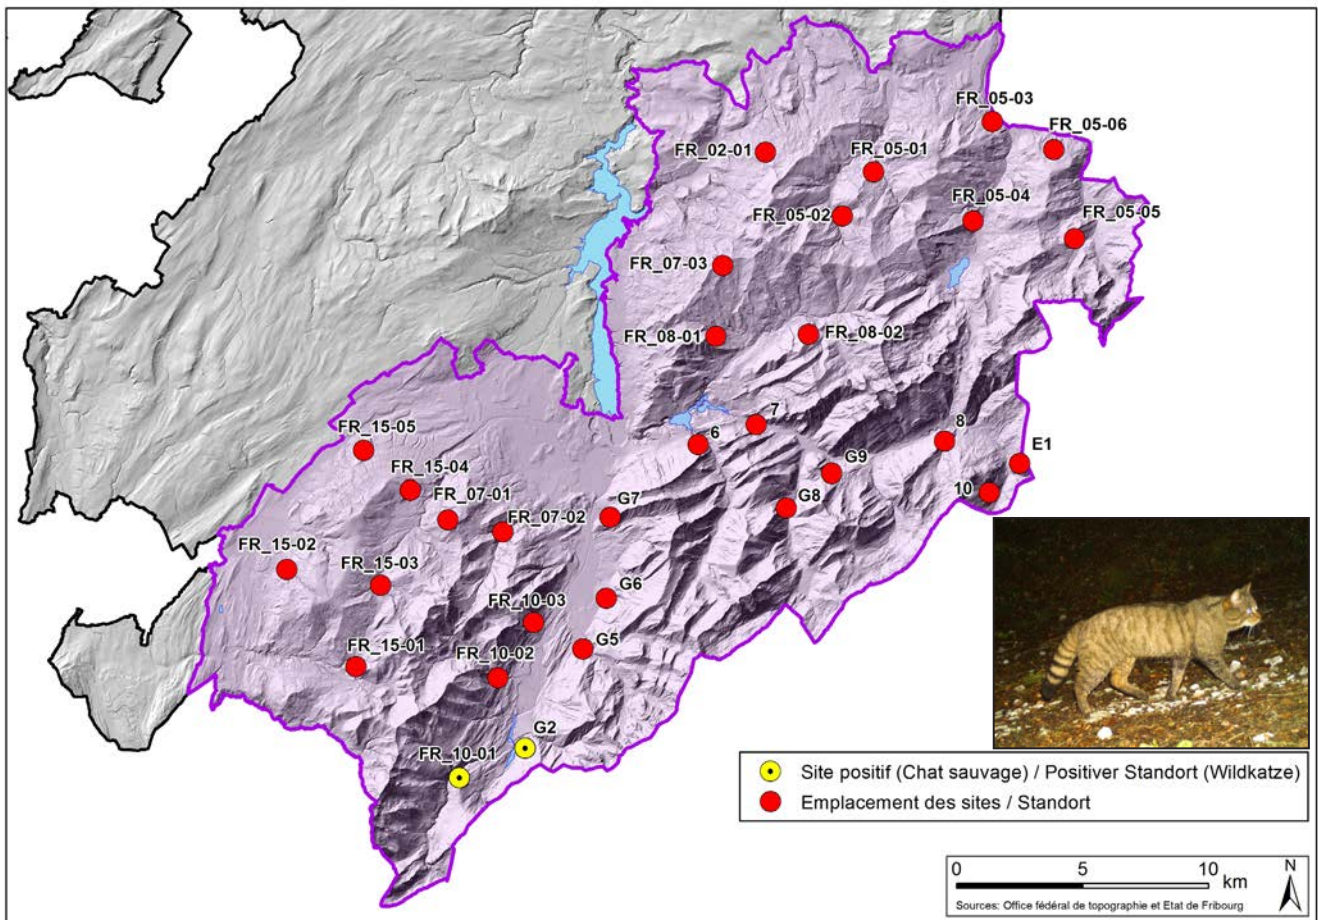 FR_05-03
FR_05-06
FR_02-01
FR_05-01
FR_05-02
FR_05-04
FR_05-05
FR_07-03
FR_08-01
FR_08-02
7
6
8
E1
G9
10
G8
FR_15-05
FR_15-04
FR_07-01
FR_07-02
G7
FR_15-02
FR_15-03
G6
FR_10-03
G5
FR_15-01
FR_10-02
G2
FR_10-01
Site positif (Chat sauvage) / Positiver Standort (Wildkatze)
Emplacement des sites / Standort
0 5 10 km
N
Sources: Office fédéral de topographie et Etat de Fribourg